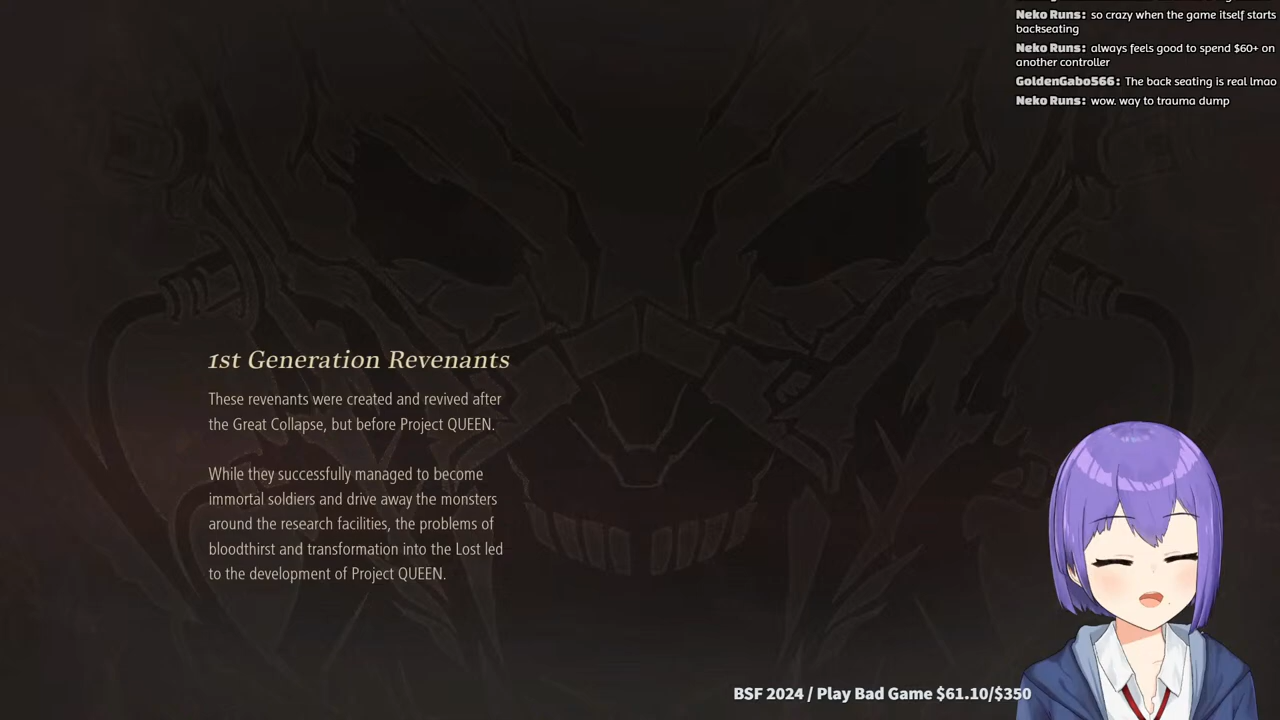 Neko Runs: so crazy when the game itself starts
backseating
Neko Runs: always feels good to spend $60+ on
another controller
GoldenGabo566: The back seating is real lmao
Neko Runs: wow. way to trauma dump
1st Generation Revenants
These revenants were created and revived after
the Great Collapse, but before Project QUEEN.
While they successfully managed to become
immortal soldiers and drive away the monsters
around the research facilities, the problems of
bloodthirst and transformation into the Lost led
to the development of Project QUEEN.
BSF 2024 / Play Bad Game $61.10/$350